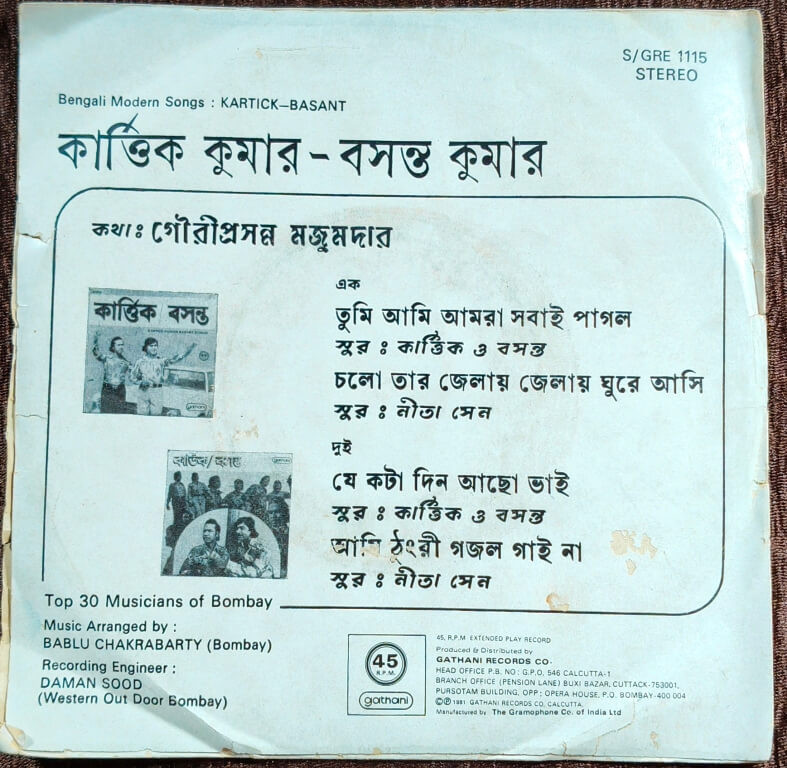 S/GRE 1115
STEREO
Bengali Modern Songs : KARTICK—BASANT
কার্ত্তিক কুমার - বসন্ত কুমার
কথা : গৌরীপ্রসন্ন মজুমদার
কার্ত্তিক বসন্ত
gathani
এক
তুমি আমি আমরা সবাই পাগল
সুর : কার্ত্তিক ও বসন্ত
চলো তার জেলায় জেলায় ঘুরে আসি
সুর : নীতা সেন
দুই
যে কটা দিন আছো ভাই
সুর : কার্ত্তিক ও বসন্ত
আমি ঠুংরী গজল গাই না
সুর : নীতা সেন
Top 30 Musicians of Bombay
Music Arranged by :
BABLU CHAKRABARTY (Bombay)
Recording Engineer :
DAMAN SOOD
(Western Out Door Bombay)
45
R.P.M.
gathani
45, R.P.M EXTENDED PLAY RECORD
Produced & Distributed by
GATHANI RECORDS CO.
HEAD OFFICE P.B. NO : G.P.O, 546 CALCUTTA-1
BRANCH OFFICE (PENSION LANE) BUXI BAZAR, CUTTACK-753001,
PURSOTAM BUILDING, OPP; OPERA HOUSE, P.O. BOMBAY-400 004
©℗ 1981 GATHANI RECORDS CO, CALCUTTA.
Manufactured by The Gramophone Co. of India Ltd